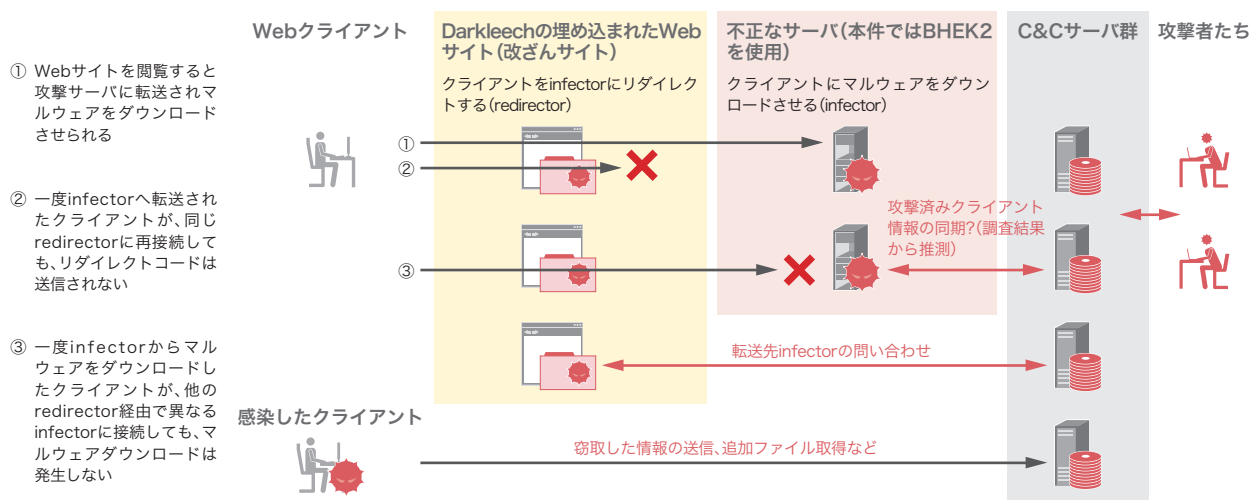 Webクライアント
Darkleechの埋め込まれたWeb
サイト(改ざんサイト)
クライアントをinfectorにリダイレク
トする(redirector)
不正なサーバ(本件ではBHEK2
を使用)
クライアントにマルウェアをダウン
ロードさせる(infector)
C&Cサーバ群
攻撃者たち
① Webサイトを閲覧すると
攻撃サーバに転送されマ
ルウェアをダウンロード
させられる
② 一度infectorへ転送され
たクライアントが、同じ
redirectorに再接続して
も、リダイレクトコードは
送信されない
③ 一度infectorからマル
ウェアをダウンロードし
たクライアントが、他の
redirector経由で異なる
infectorに接続しても、マ
ルウェアダウンロードは
発生しない
①
②
③
攻撃済みクライアント
情報の同期?(調査結果
から推測)
転送先infectorの問い合わせ
感染したクライアント
窃取した情報の送信、追加ファイル取得など